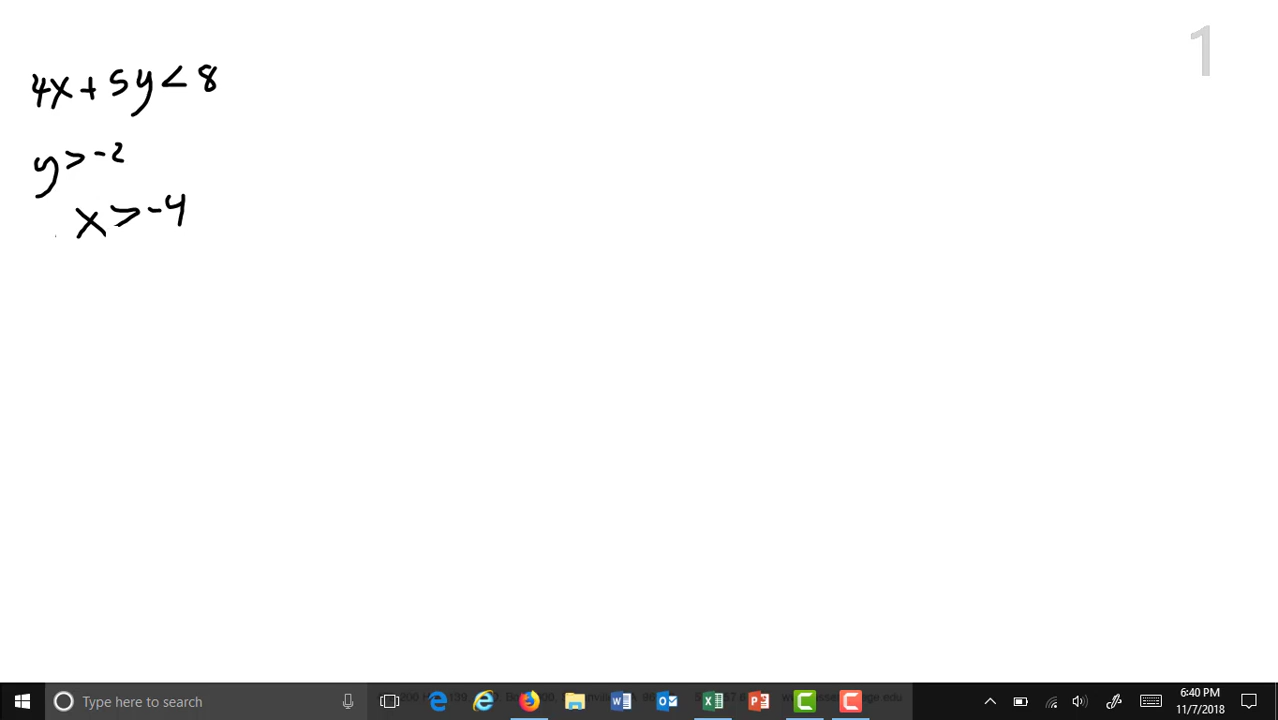 1
4x + 5y < 8
y > -2
x > -4
Type here to search
6:40 PM
11/7/2018